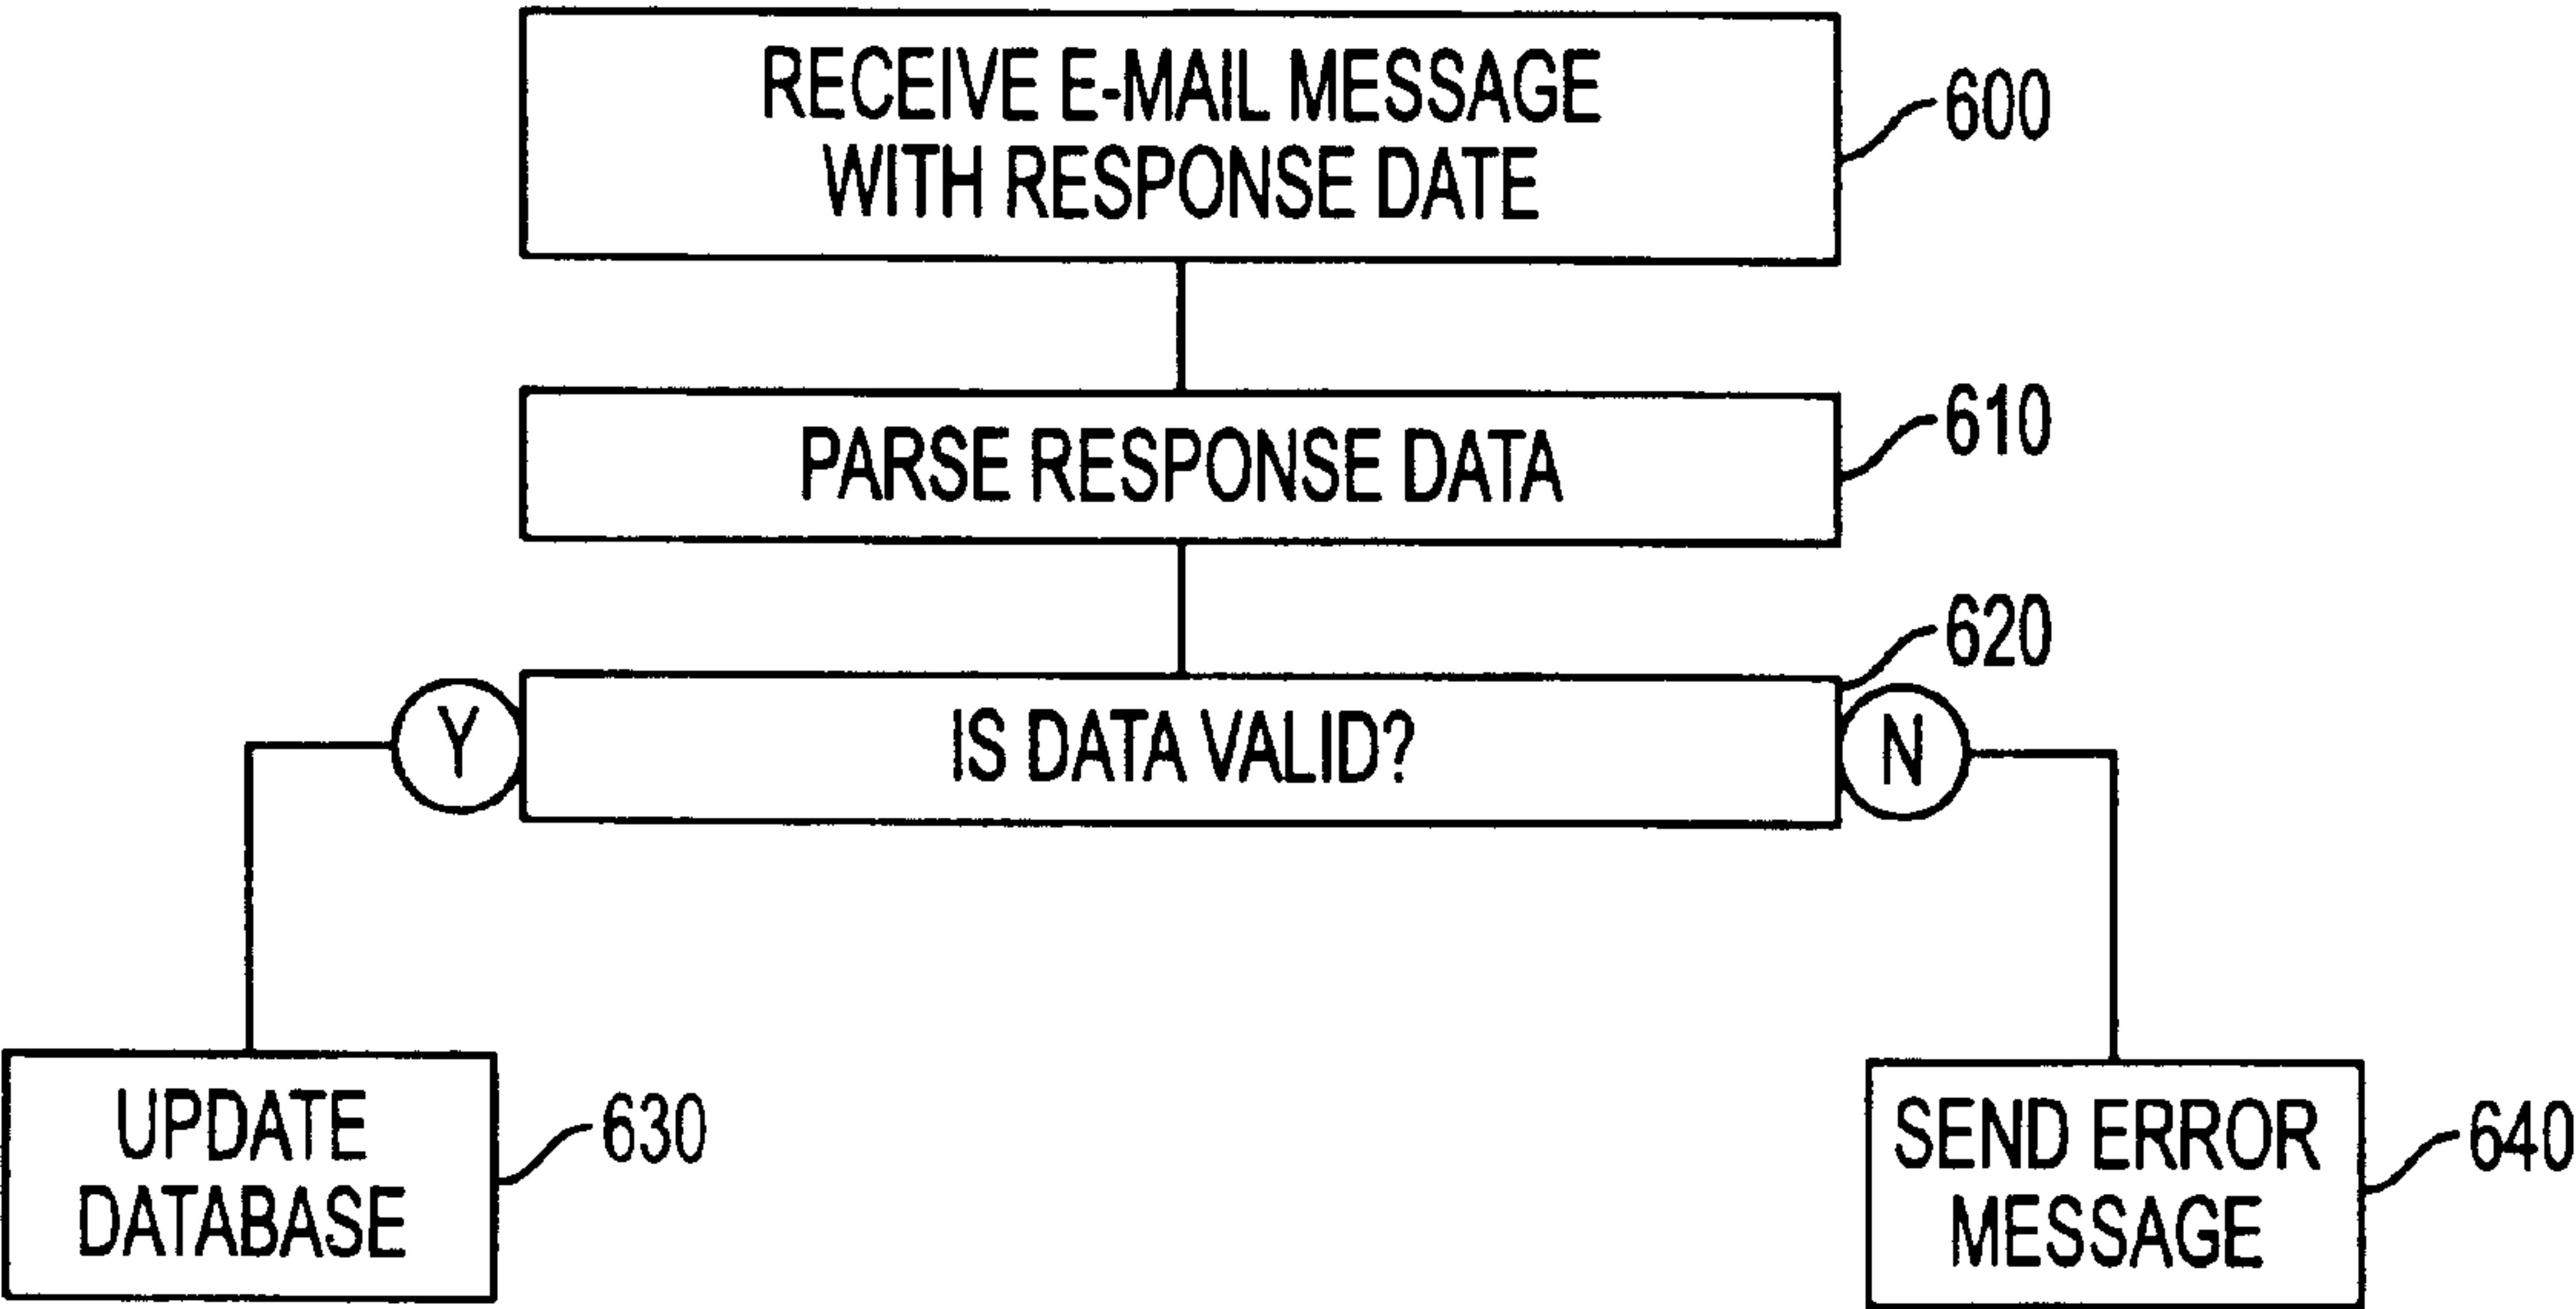 RECEIVE E-MAIL MESSAGE
WITH RESPONSE DATE
600
PARSE RESPONSE DATA
610
620
Y
IS DATA VALID?
N
UPDATE
DATABASE
630
SEND ERROR
MESSAGE
640